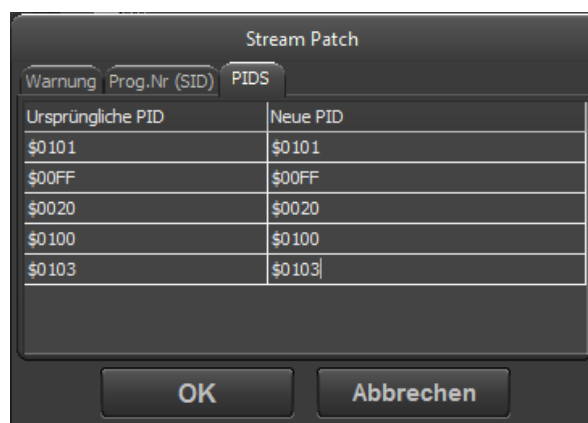 Stream Patch
Warnung Prog.Nr (SID) PIDS
Ursprüngliche PID Neue PID
$0101 $0101
$00FF $00FF
$0020 $0020
$0100 $0100
$0103 $0103
OK Abbrechen